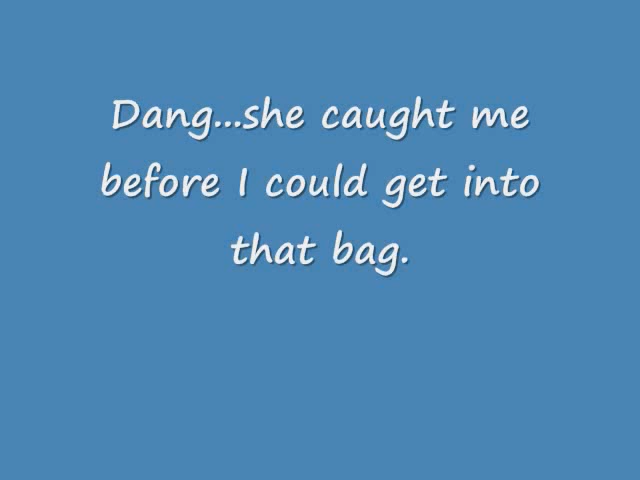 Dang...she caught me
before I could get into
that bag.